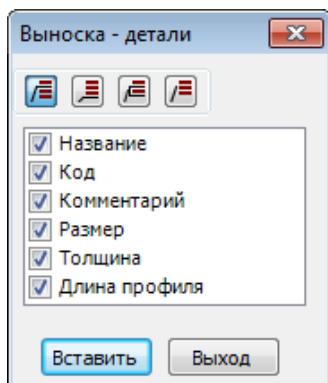 Выноска - детали
Название
Код
Комментарий
Размер
Толщина
Длина профиля
Вставить Выход